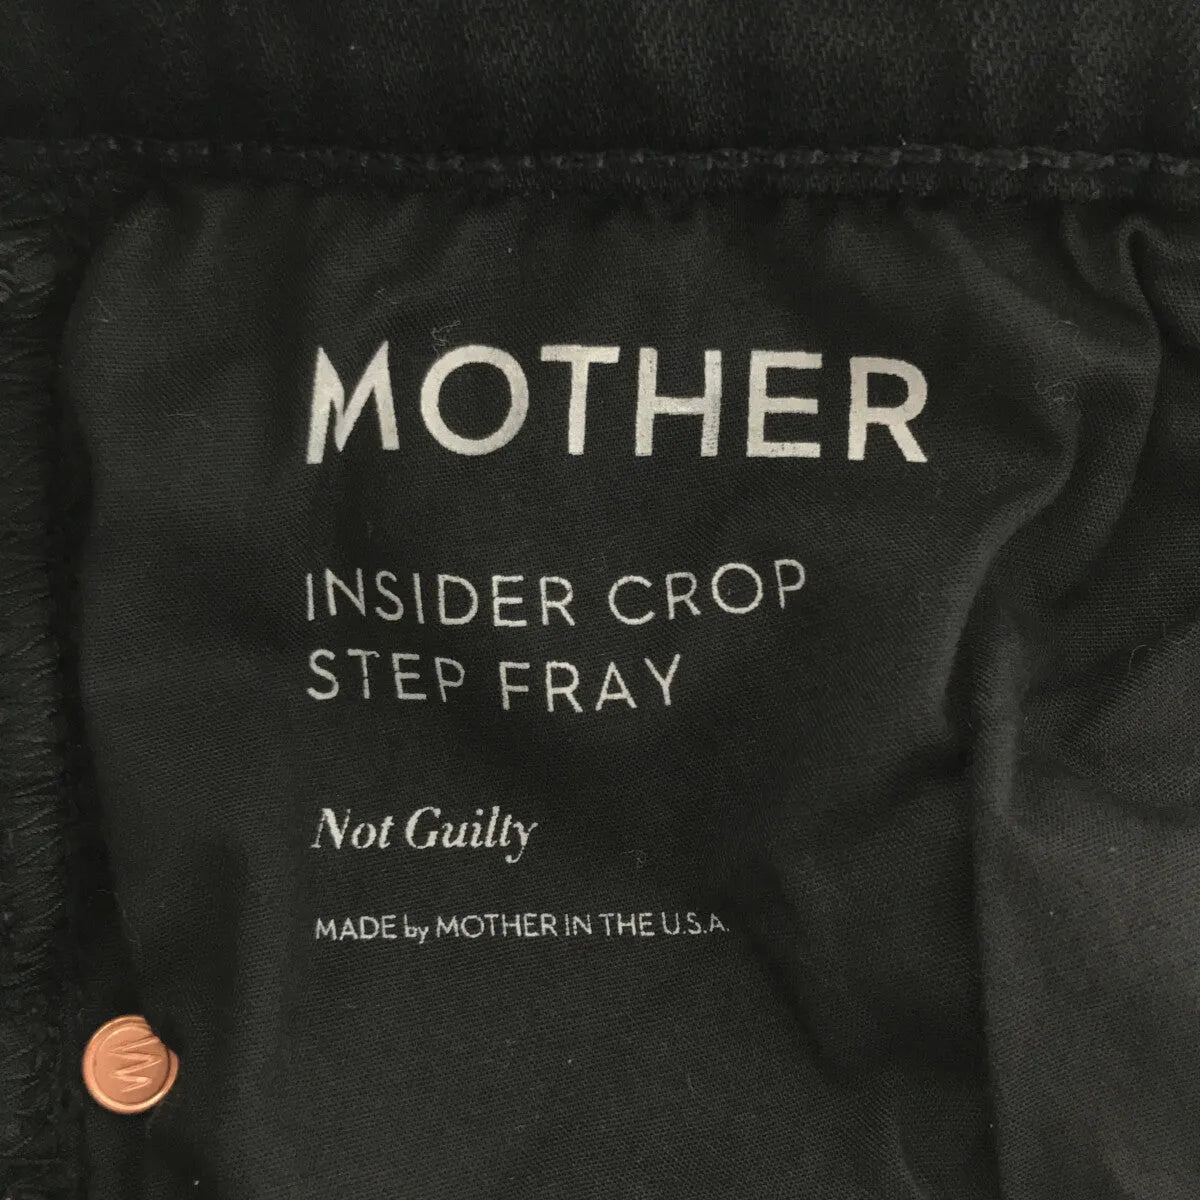 MOTHER
INSIDER CROP
STEP FRAY
Not Guilty
MADE by MOTHER IN THE U.S.A.
M